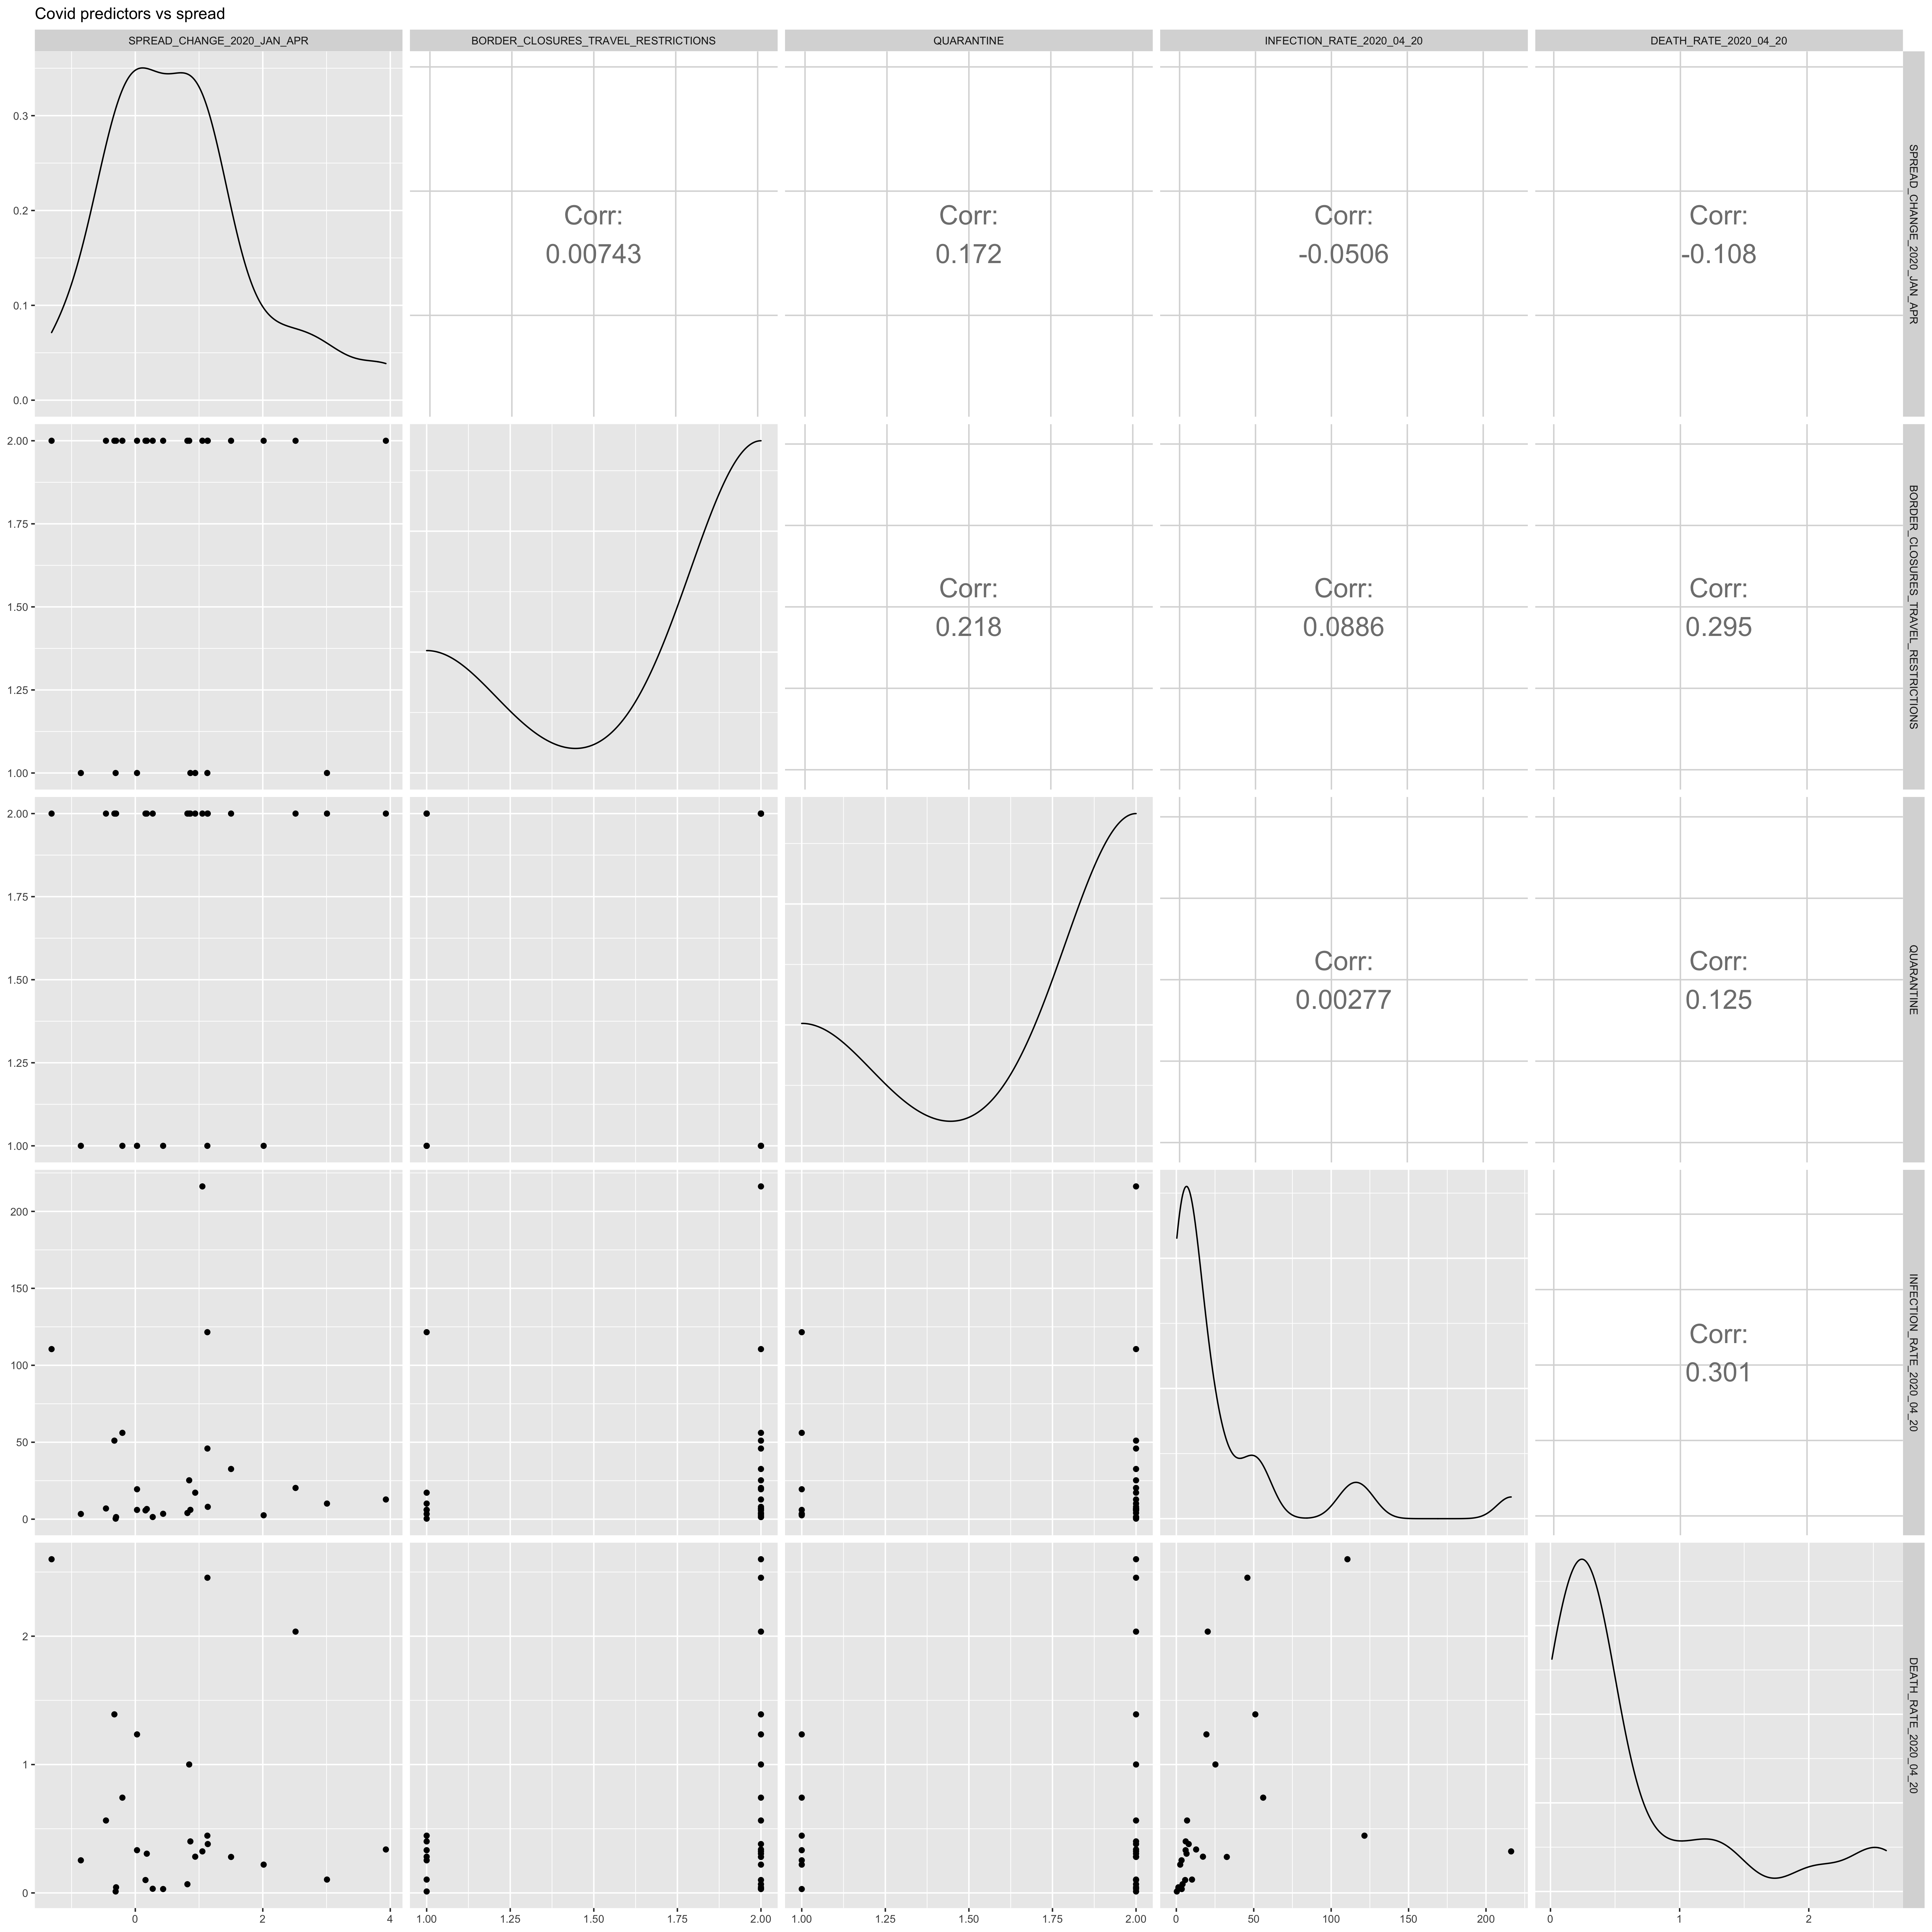 Covid predictors vs spread
SPREAD_CHANGE_2020_JAN_APR BORDER_CLOSURES_TRAVEL_RESTRICTIONS QUARANTINE INFECTION_RATE_2020_04_20 DEATH_RATE_2020_04_20
0.3
0.2
0.1
0.0
Corr: Corr: Corr: Corr:
0.00743 0.172 -0.0506 -0.108
SPREAD_CHANGE_2020_JAN_APR
2.00
1.75
1.50
1.25
1.00
Corr: Corr: Corr:
0.218 0.0886 0.295
BORDER_CLOSURES_TRAVEL_RESTRICTIONS
2.00
1.75
1.50
1.25
1.00
Corr: Corr:
0.00277 0.125
QUARANTINE
200
150
100
50
0
Corr:
0.301
INFECTION_RATE_2020_04_20
2
1
0
DEATH_RATE_2020_04_20
0 2 4 1.00 1.25 1.50 1.75 2.00 1.00 1.25 1.50 1.75 2.00 0 50 100 150 200 0 1 2